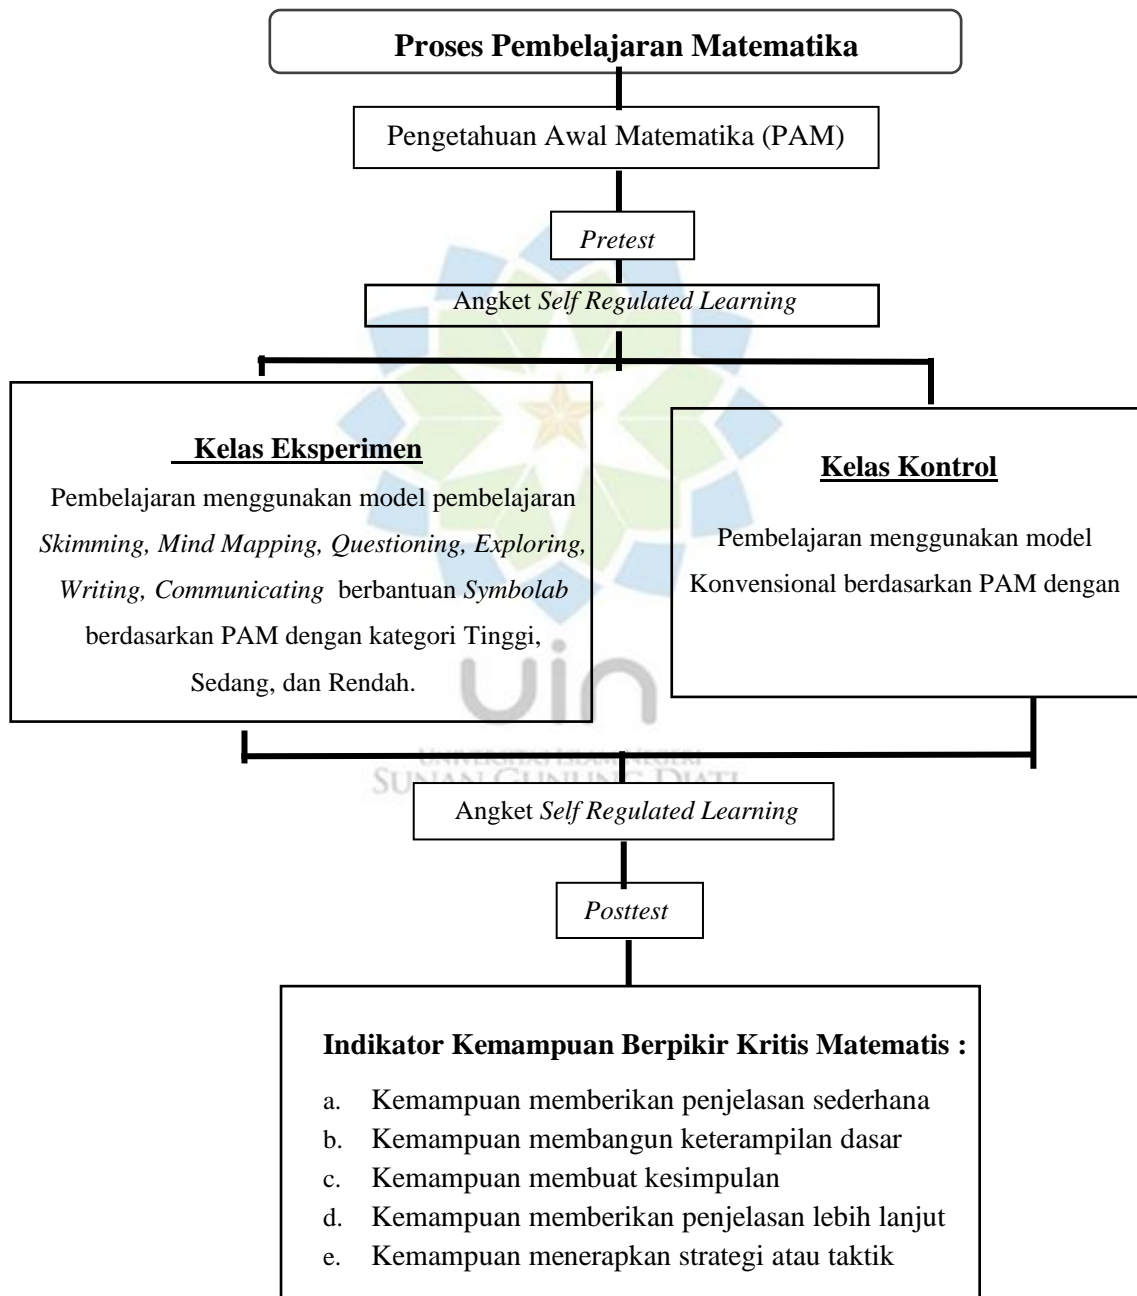 Proses Pembelajaran Matematika
Pengetahuan Awal Matematika (PAM)
Pretest
Angket Self Regulated Learning
Kelas Eksperimen
Pembelajaran menggunakan model pembelajaran
Skimming, Mind Mapping, Questioning, Exploring,
Writing, Communicating berbantuan Symbolab
berdasarkan PAM dengan kategori Tinggi,
Sedang, dan Rendah.
Kelas Kontrol
Pembelajaran menggunakan model
Konvensional berdasarkan PAM dengan
uin
UNIVERSITAS ISLAM NEGERI
SUNAN GUNUNG DJATI
Angket Self Regulated Learning
Posttest
Indikator Kemampuan Berpikir Kritis Matematis :
a. Kemampuan memberikan penjelasan sederhana
b. Kemampuan membangun keterampilan dasar
c. Kemampuan membuat kesimpulan
d. Kemampuan memberikan penjelasan lebih lanjut
e. Kemampuan menerapkan strategi atau taktik